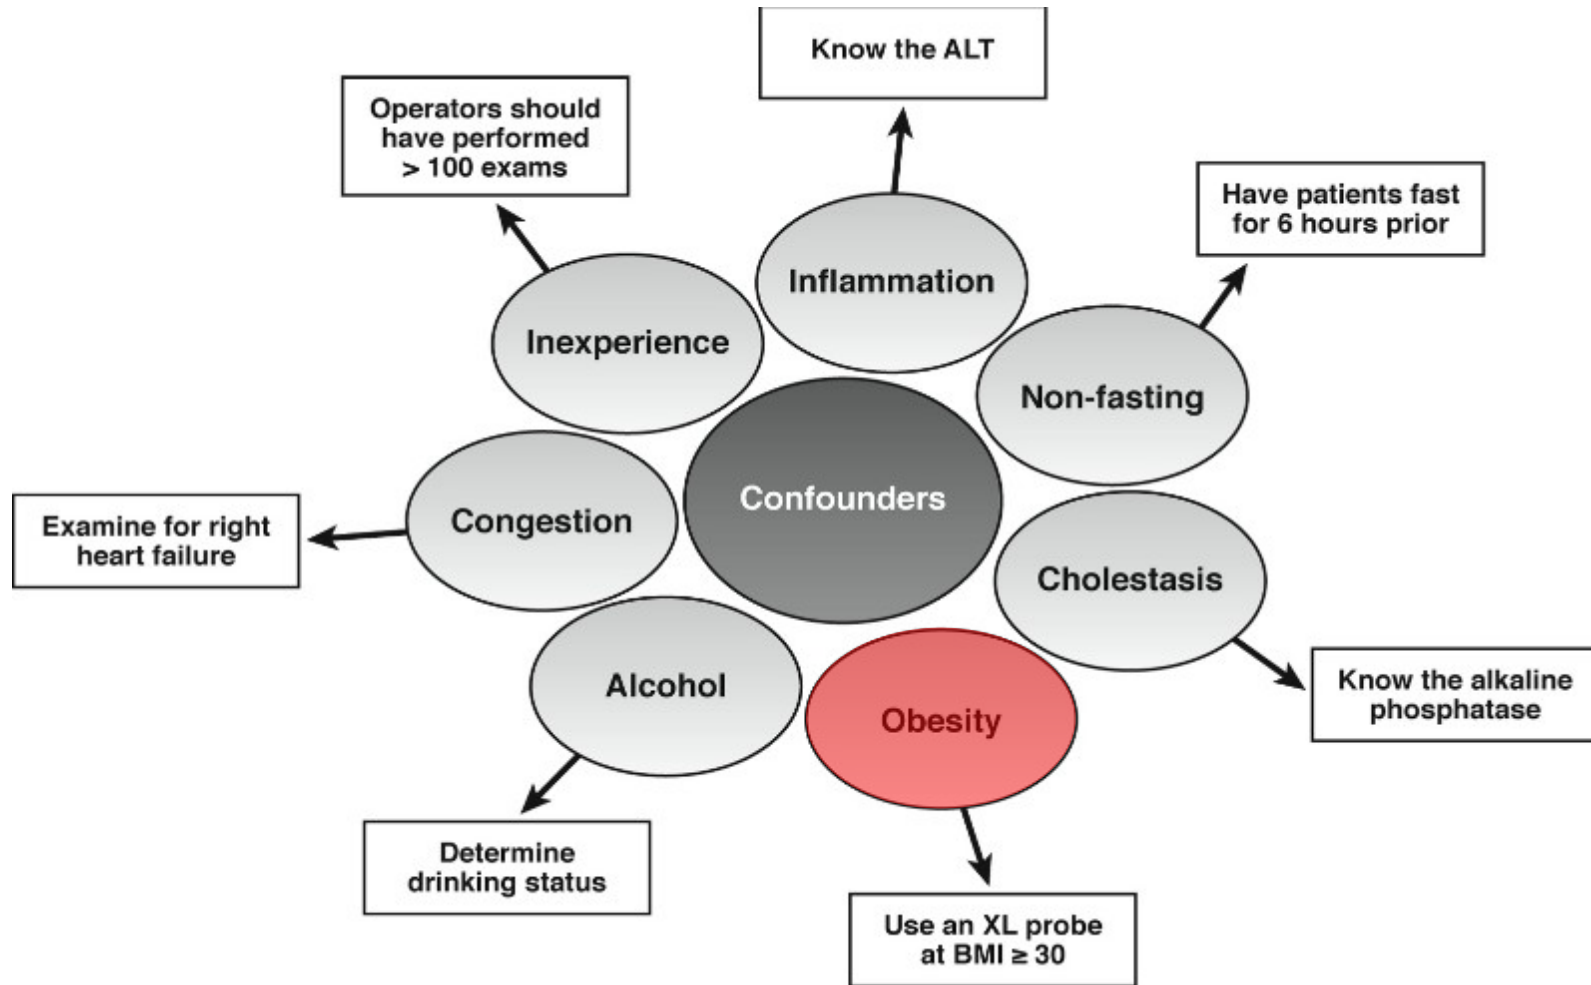 Know the ALT
Operators should
have performed
> 100 exams
Have patients fast
for 6 hours prior
Inflammation
Inexperience
Non-fasting
Confounders
Congestion
Examine for right
heart failure
Cholestasis
Alcohol
Obesity
Know the alkaline
phosphatase
Determine
drinking status
Use an XL probe
at BMI ≥ 30